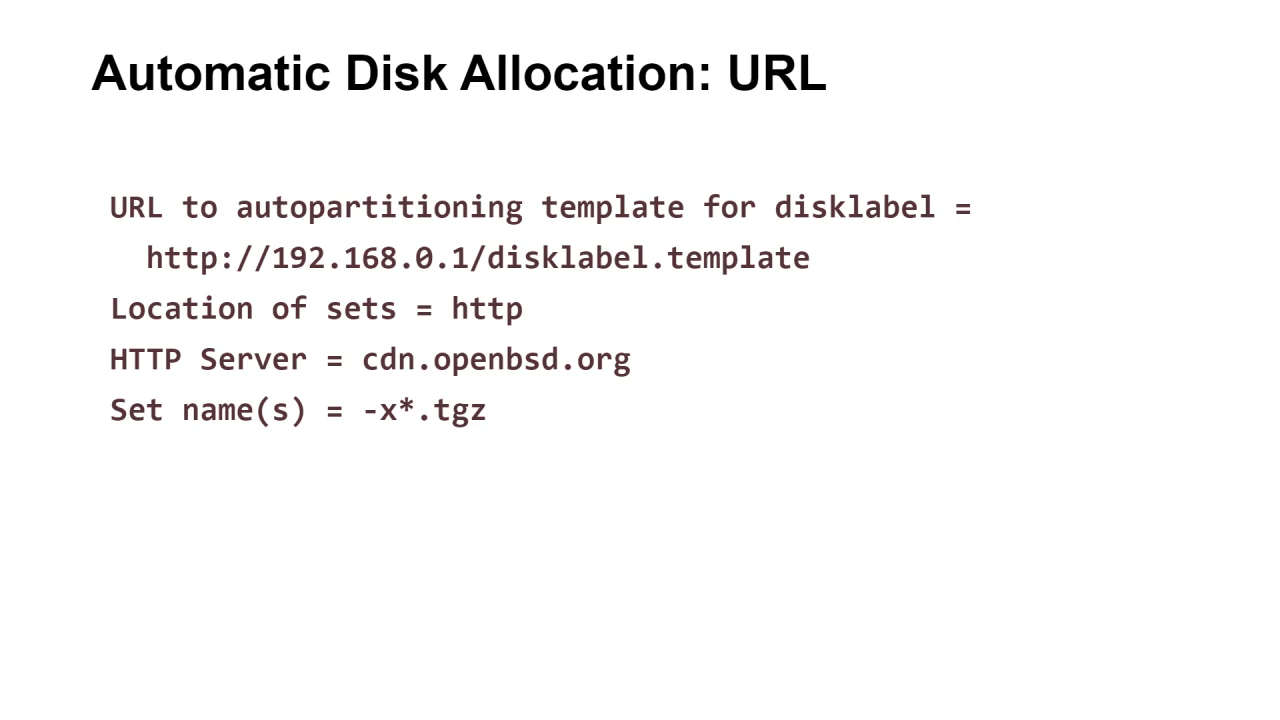 Automatic Disk Allocation: URL
URL to autopartitioning template for disklabel =
http://192.168.0.1/disklabel.template
Location of sets = http
HTTP Server = cdn.openbsd.org
Set name(s) = -x*.tgz